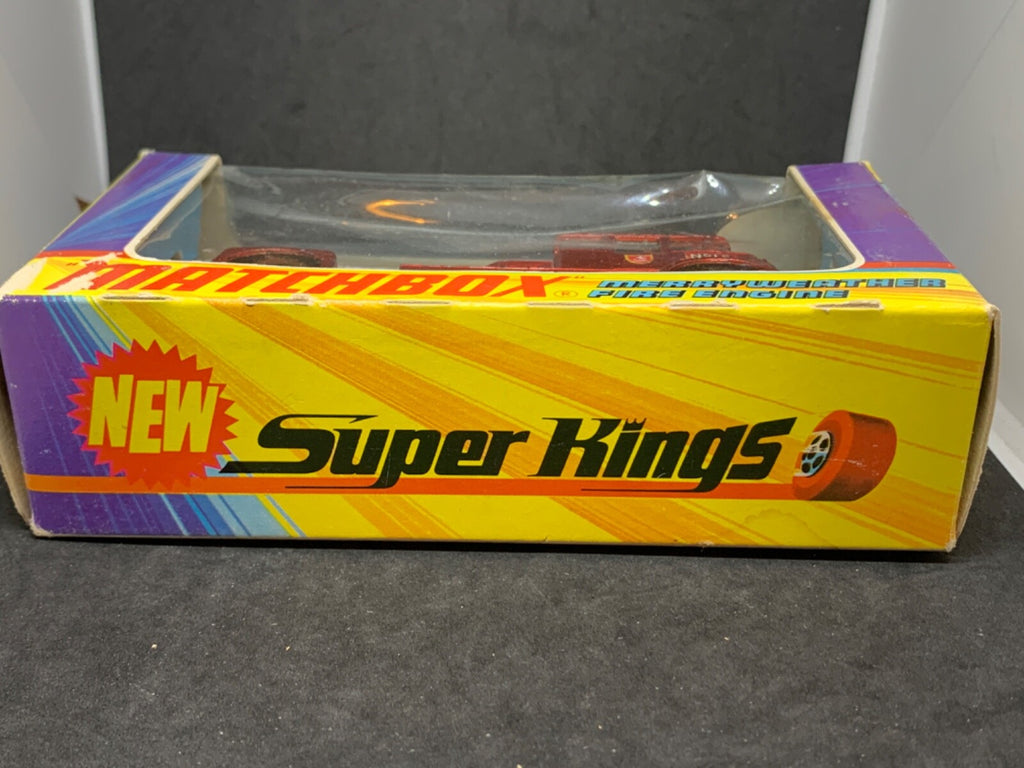 "MATCHBOX"®
MERRYWEATHER
FIRE ENGINE
NEW
Super Kings